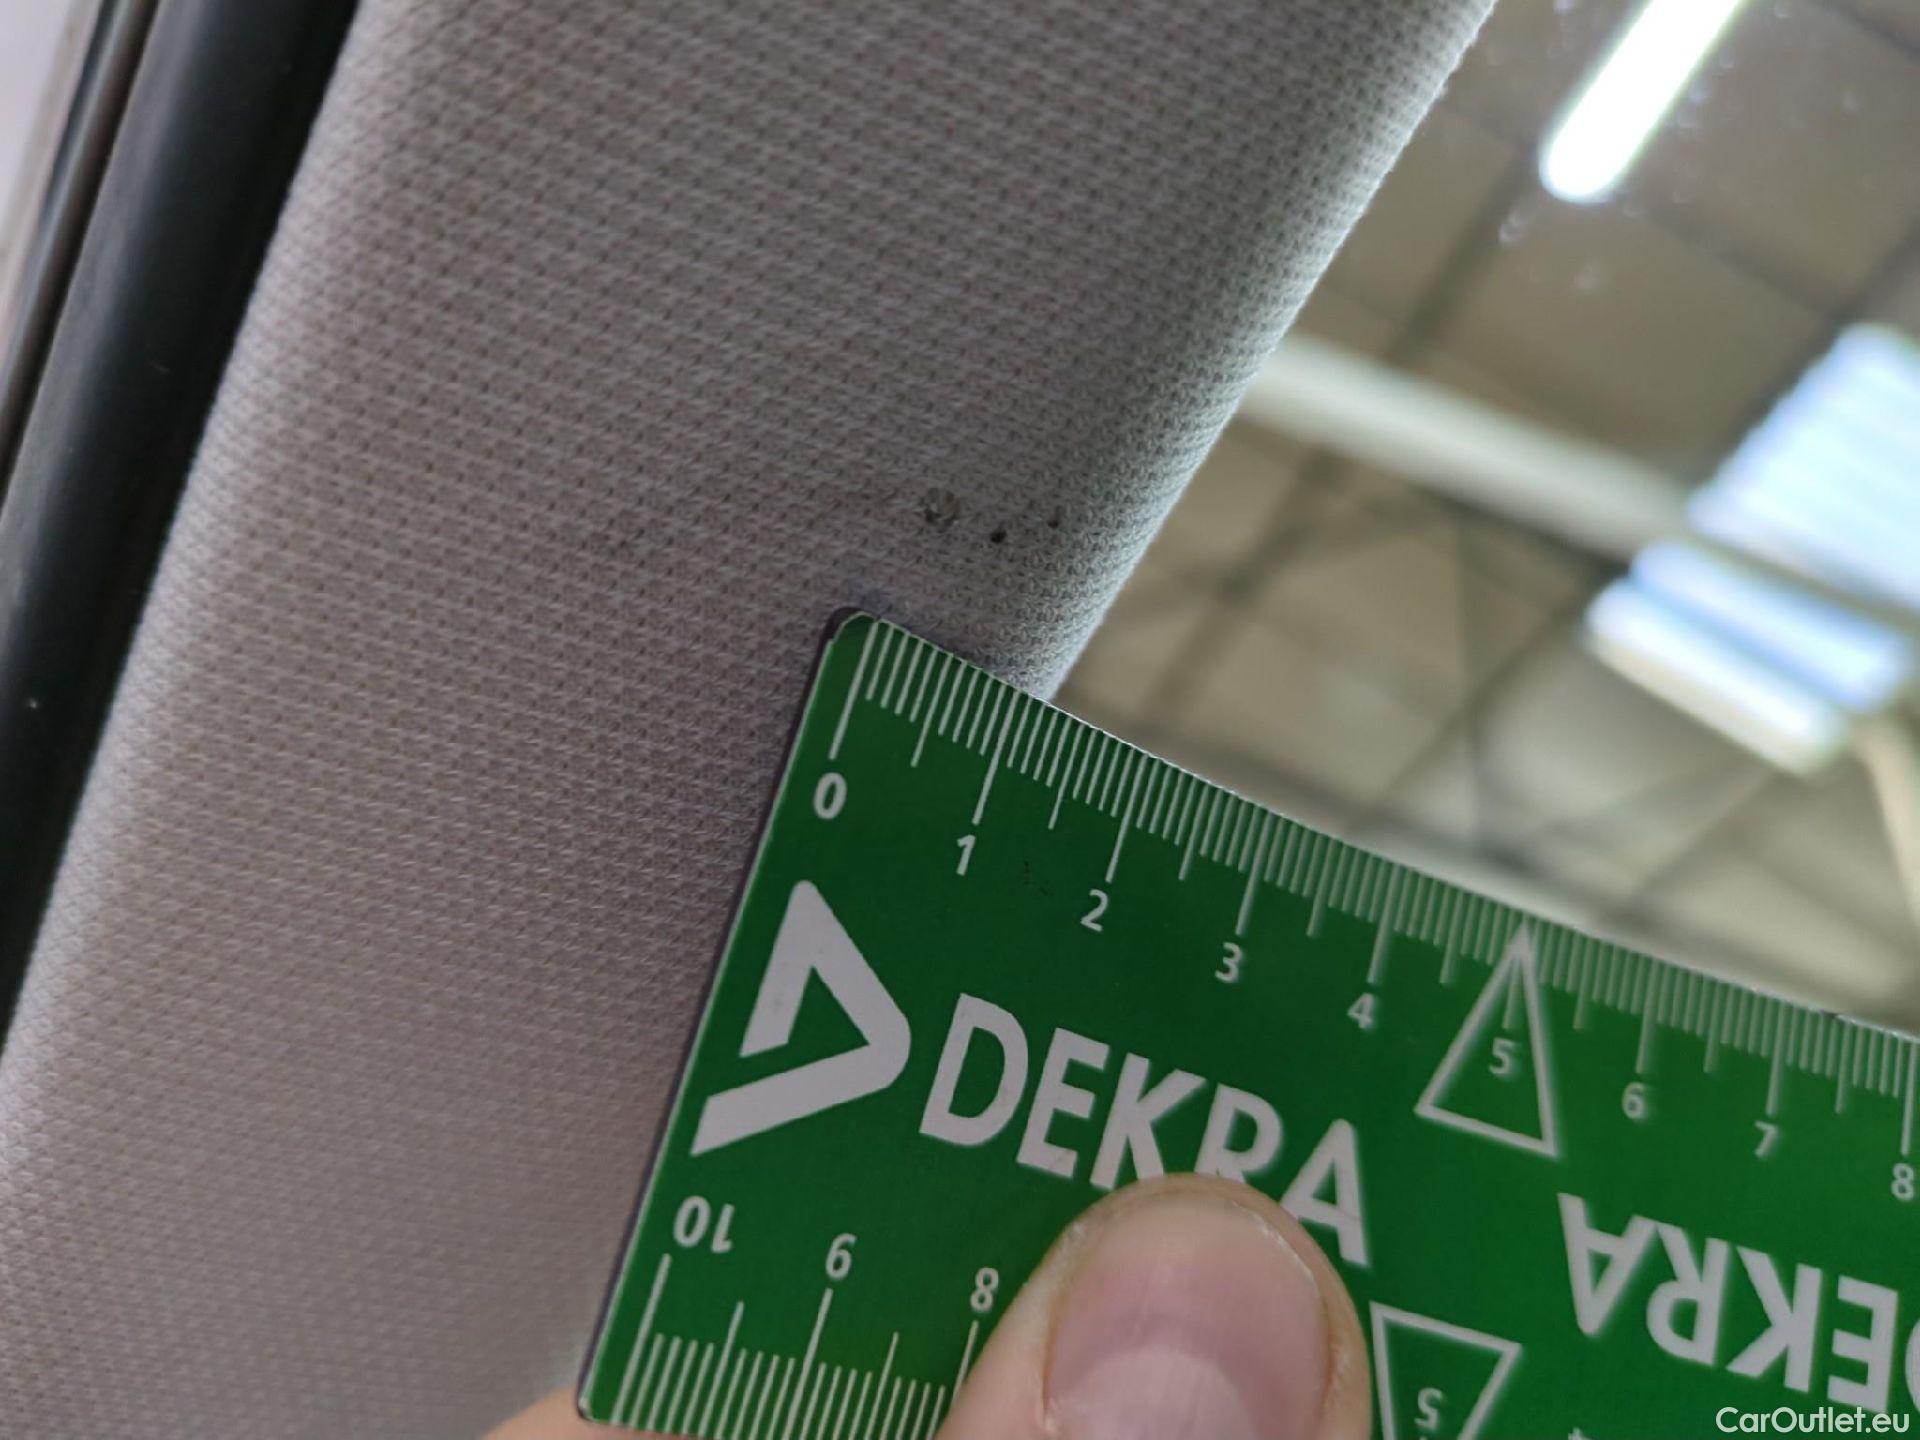 0 1 2 3 4 5 6 7 8
DEKRA
DEKRA
10 9 8
5
CarOutlet.eu